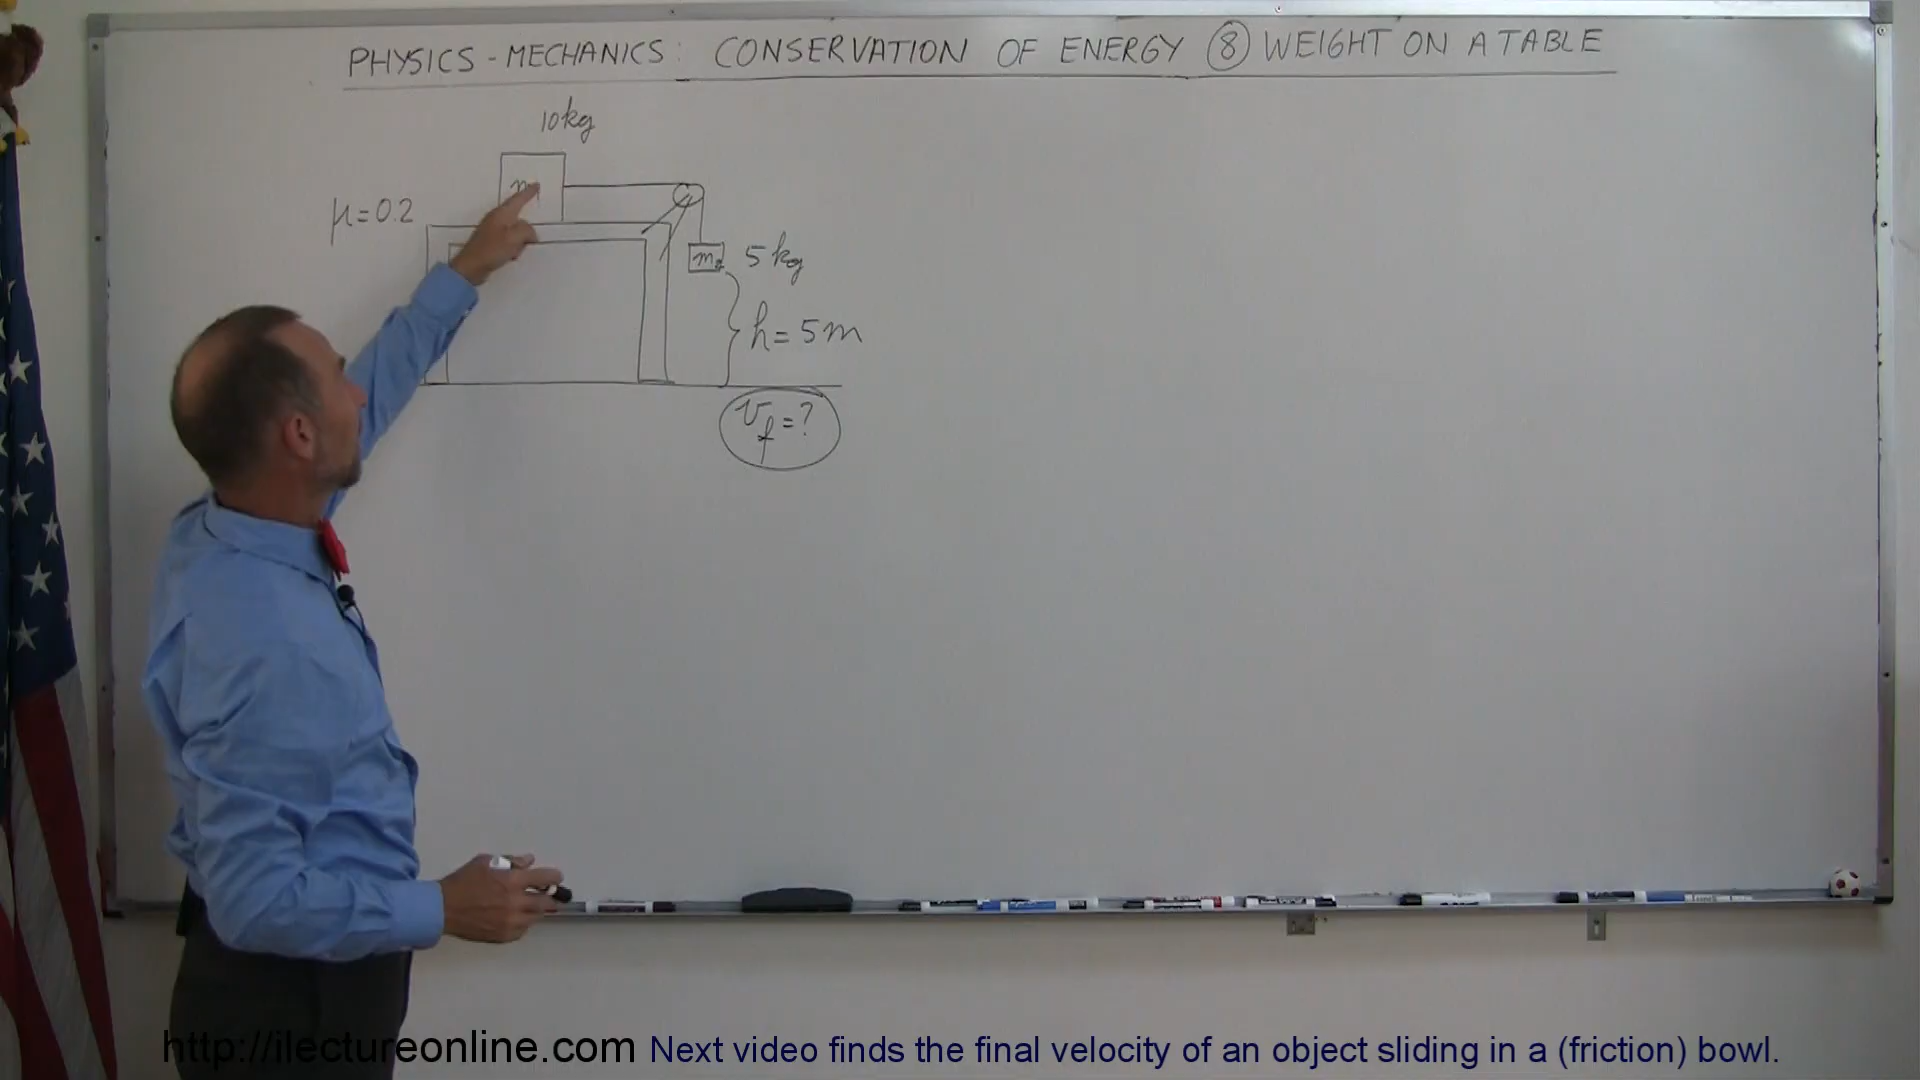 PHYSICS - MECHANICS: CONSERVATION OF ENERGY ⑧ WEIGHT ON A TABLE
10kg
μ = 0.2
m₂ 5 kg
h = 5m
v_f = ?
http://ilectureonline.com Next video finds the final velocity of an object sliding in a (friction) bowl.